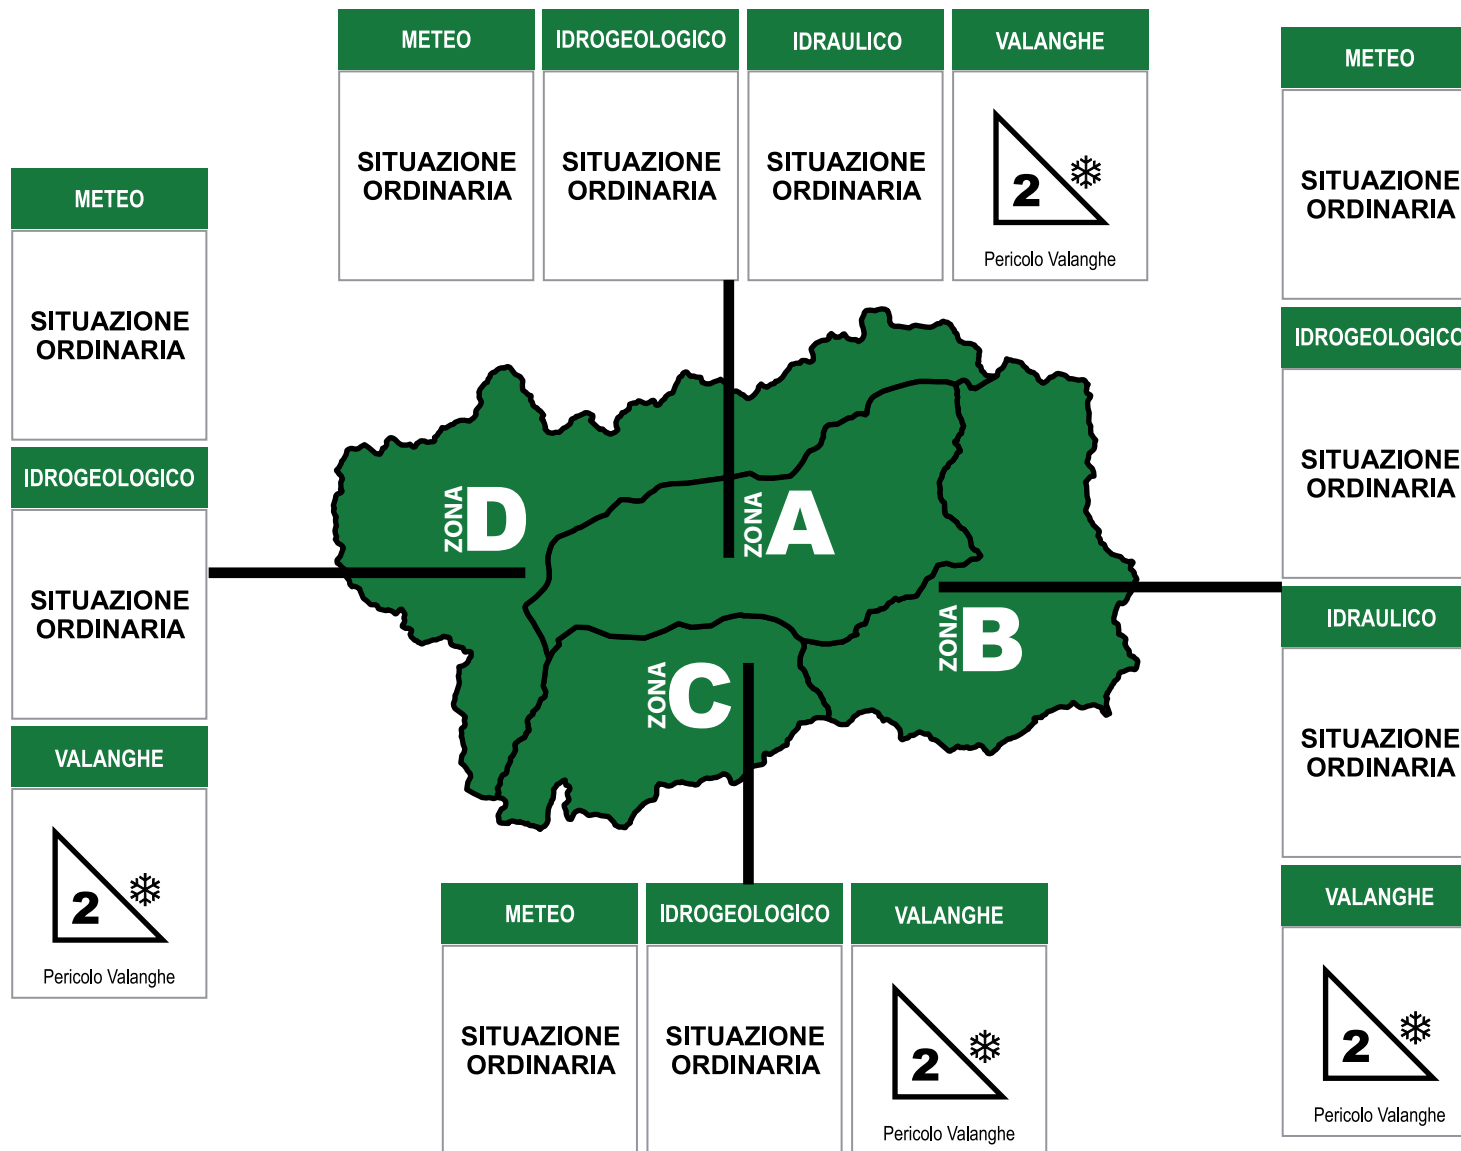 METEO
IDROGEOLOGICO
IDRAULICO
VALANGHE
SITUAZIONE
ORDINARIA
SITUAZIONE
ORDINARIA
SITUAZIONE
ORDINARIA
2
Pericolo Valanghe
METEO
SITUAZIONE
ORDINARIA
IDROGEOLOGICO
SITUAZIONE
ORDINARIA
VALANGHE
2
Pericolo Valanghe
ZONA D
ZONA A
ZONA B
ZONA C
METEO
SITUAZIONE
ORDINARIA
IDROGEOLOGICO
SITUAZIONE
ORDINARIA
IDRAULICO
SITUAZIONE
ORDINARIA
VALANGHE
2
Pericolo Valanghe
METEO
IDROGEOLOGICO
VALANGHE
SITUAZIONE
ORDINARIA
SITUAZIONE
ORDINARIA
2
Pericolo Valanghe